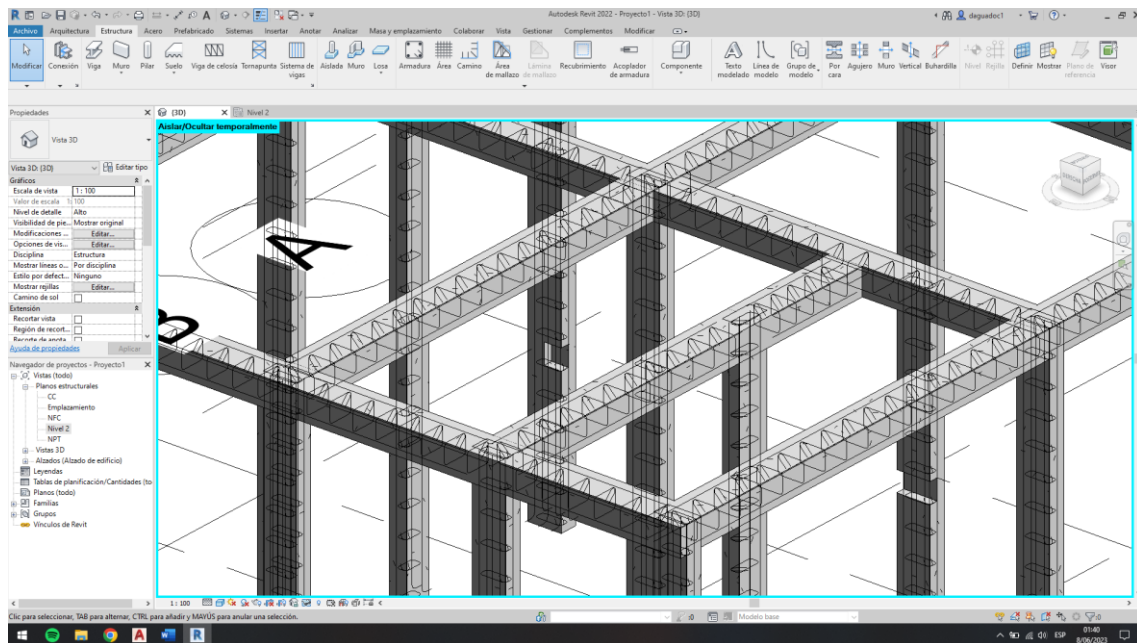 Autodesk Revit 2022 - Proyecto1 - Vista 3D: {3D}
daguadoc1
Archivo Arquitectura Estructura Acero Prefabricado Sistemas Insertar Anotar Analizar Masa y emplazamiento Colaborar Vista Gestionar Complementos Modificar
Modificar Conexión Viga Muro Pilar Suelo Viga de celosía Tornapunta Sistema de vigas Aislada Muro Losa Armadura Área Camino Área de mallazo Lámina de mallazo Recubrimiento Acoplador de armadura Componente Texto modelado Línea de modelo Grupo de modelo Por cara Agujero Muro Vertical Buhardilla Nivel Rejilla Definir Mostrar Plano de referencia Visor
Propiedades
{3D}
Nivel 2
Aislar/Ocultar temporalmente
Vista 3D
Vista 3D: {3D}
Editar tipo
Gráficos
Escala de vista 1 : 100
Valor de escala 1: 100
Nivel de detalle Alto
Visibilidad de pie... Mostrar original
Modificaciones ... Editar...
Opciones de vis... Editar...
Disciplina Estructura
Mostrar líneas o... Por disciplina
Estilo por defect... Ninguno
Mostrar rejillas Editar...
Camino de sol
Extensión
Recortar vista
Región de recort...
Recorte de anota...
Ayuda de propiedades
Aplicar
Navegador de proyectos - Proyecto1
Vistas (todo)
Planos estructurales
CC
Emplazamiento
NFC
Nivel 2
NPT
Vistas 3D
Alzados (Alzado de edificio)
Leyendas
Tablas de planificación/Cantidades (to
Planos (todo)
Familias
Grupos
Vínculos de Revit
A
B
1 : 100
Clic para seleccionar, TAB para alternar, CTRL para añadir y MAYÚS para anular una selección.
:0
Modelo base
:0
ESP
01:40
8/06/2023